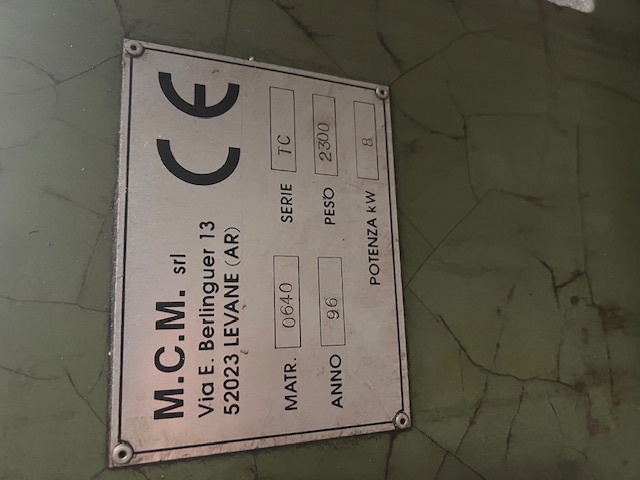 M.C.M. srl
Via E. Berlinguer 13
52023 LEVANE (AR)
CE
MATR. 0640 SERIE TC
ANNO 96 PESO 2300
POTENZA kW 8